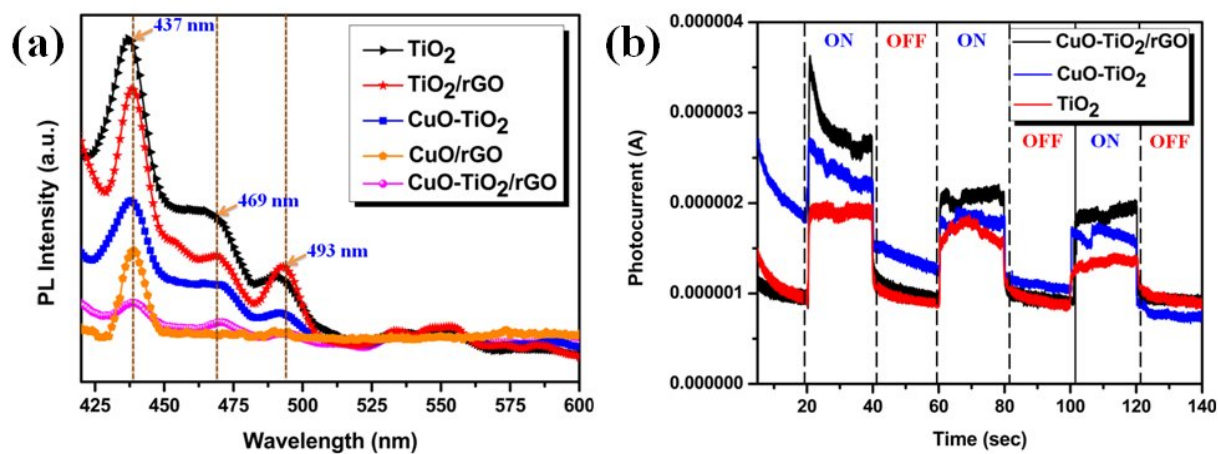 (a)
437 nm
469 nm
493 nm
TiO2
TiO2/rGO
CuO-TiO2
CuO/rGO
CuO-TiO2/rGO
PL Intensity (a.u.)
425 450 475 500 525 550 575 600
Wavelength (nm)
(b)
0.000004
0.000003
0.000002
0.000001
0.000000
Photocurrent (A)
ON OFF ON
CuO-TiO2/rGO
CuO-TiO2
TiO2
OFF ON OFF
20 40 60 80 100 120 140
Time (sec)